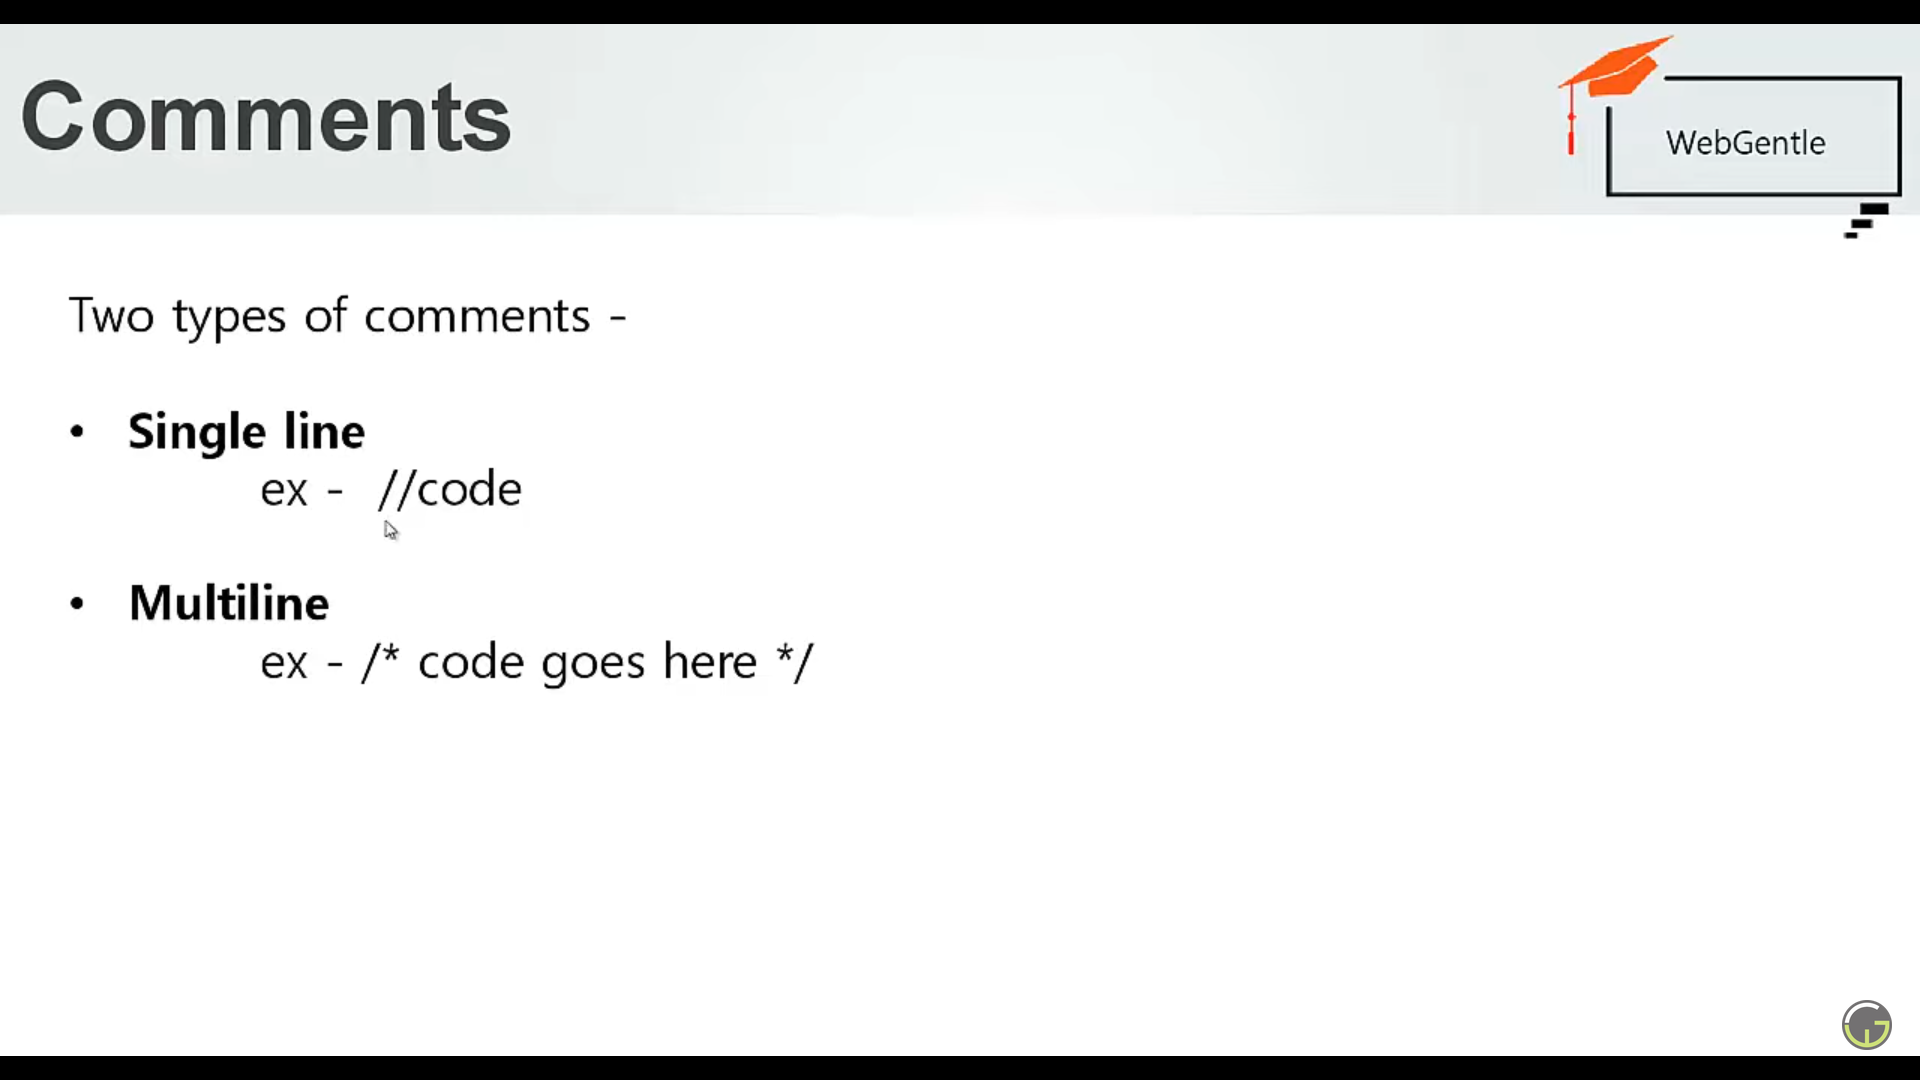 Comments
WebGentle
Two types of comments -
• Single line
ex - //code
• Multiline
ex - /* code goes here */